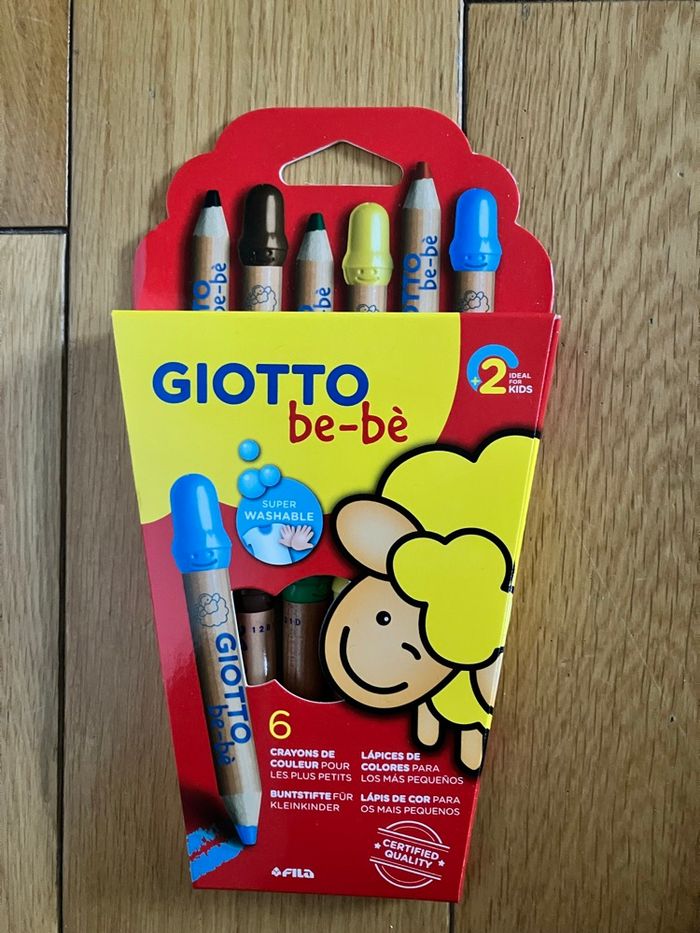 OTTO
be-bè
be-bè
OTTO
be-bè
GIOTTO
be-bè
+2
IDEAL
FOR
KIDS
SUPER
WASHABLE
GIOTTO
be-bè
6
CRAYONS DE
COULEUR POUR
LES PLUS PETITS
LÁPICES DE
COLORES PARA
LOS MÁS PEQUEÑOS
BUNTSTIFTE FÜR
KLEINKINDER
LÁPIS DE COR PARA
OS MAIS PEQUENOS
CERTIFIED
QUALITY
FILA